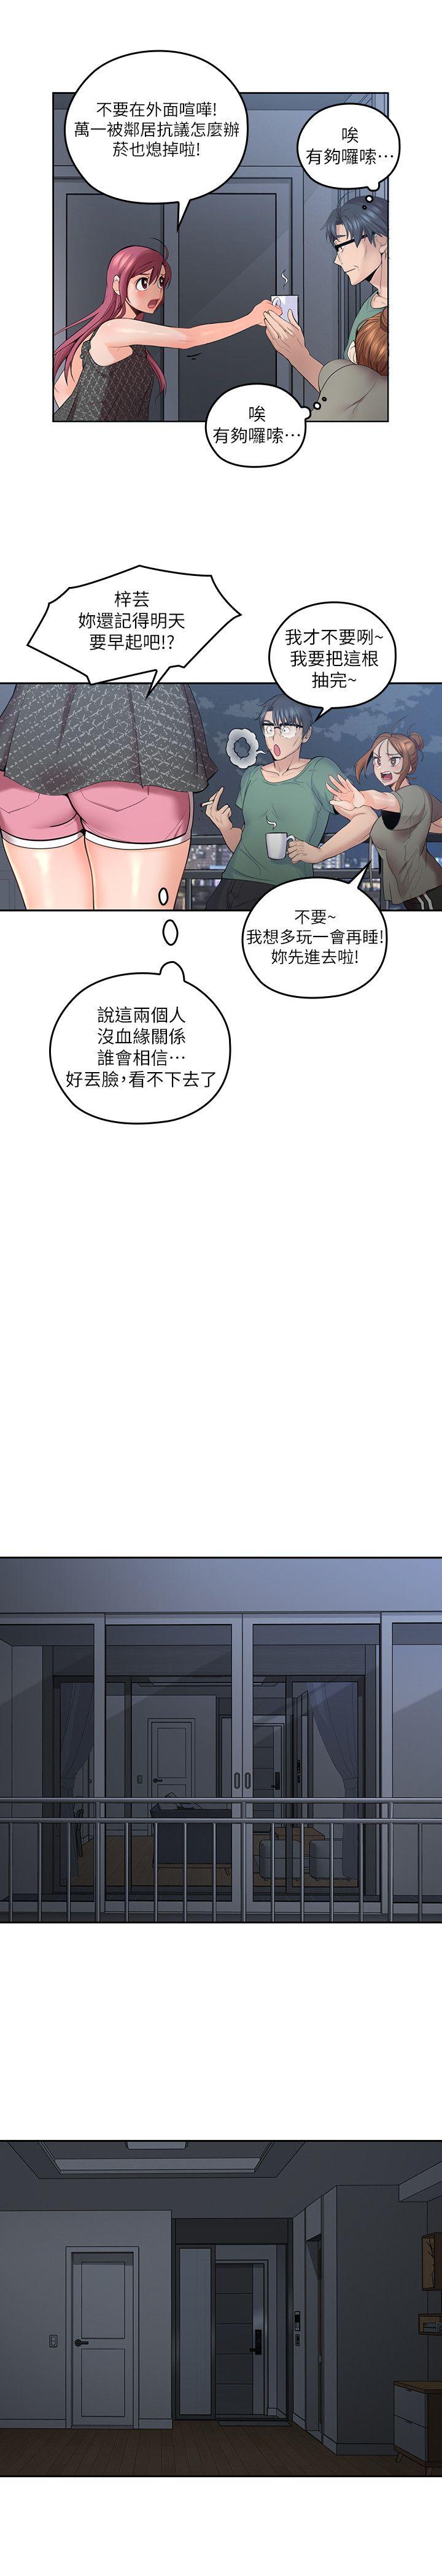 不要在外面喧嘩!
萬一被鄰居抗議怎麼辦
菸也熄掉啦!
唉
有夠囉嗦…
唉
有夠囉嗦…
梓芸
妳還記得明天
要早起吧!?
我才不要咧~
我要把這根
抽完~
不要~
我想多玩一會再睡!
妳先進去啦!
說這兩個人
沒血緣關係
誰會相信…
好丟臉,看不下去了